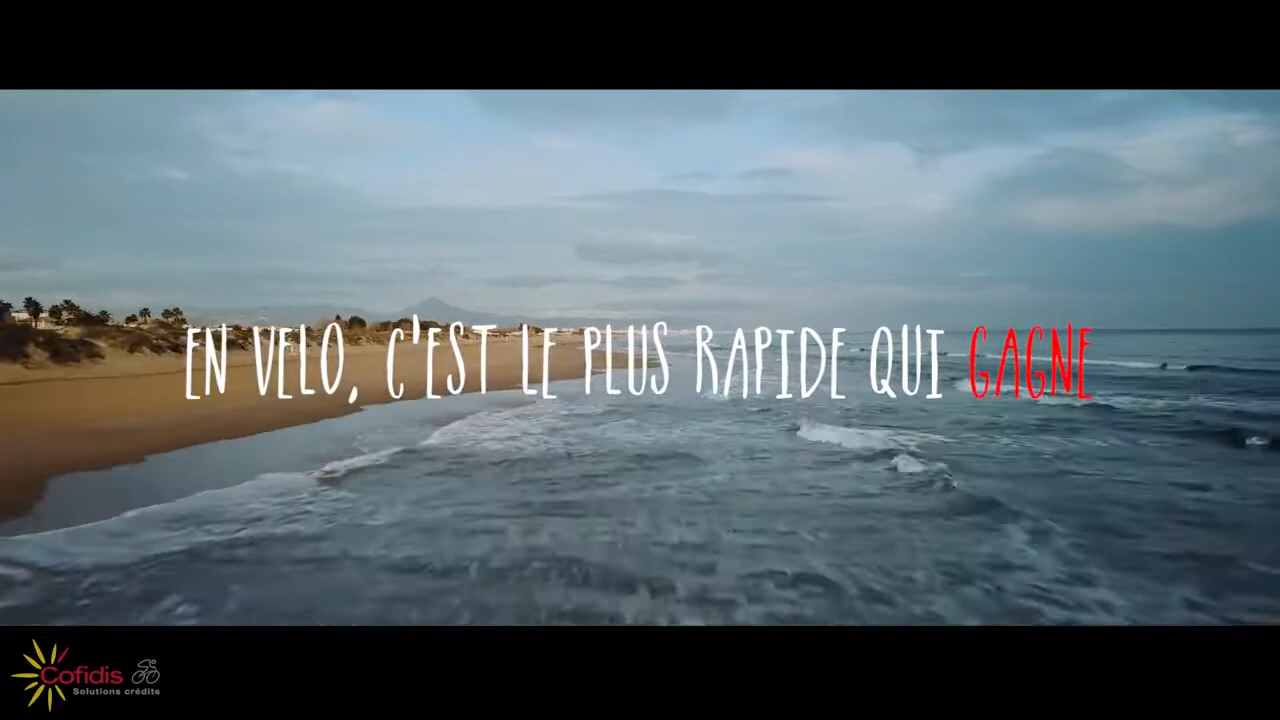 EN VELO, C'EST LE PLUS RAPIDE QUI GAGNE
Cofidis
Solutions crédits